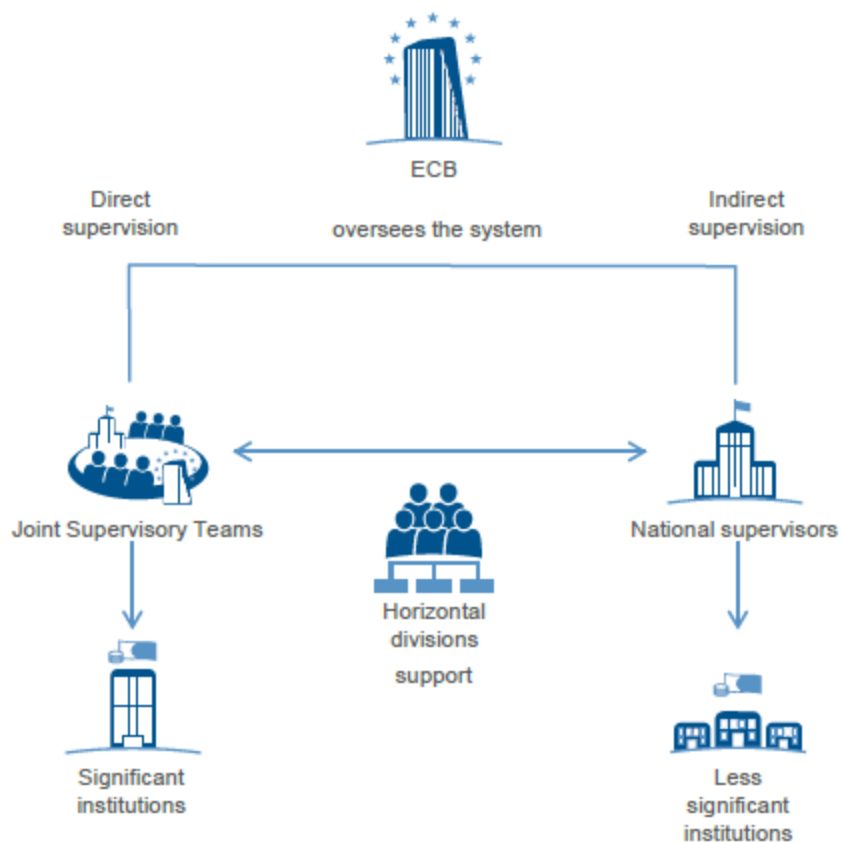 ECB
Direct
supervision
oversees the system
Indirect
supervision
Joint Supervisory Teams
National supervisors
Horizontal
divisions
support
Significant
institutions
Less
significant
institutions